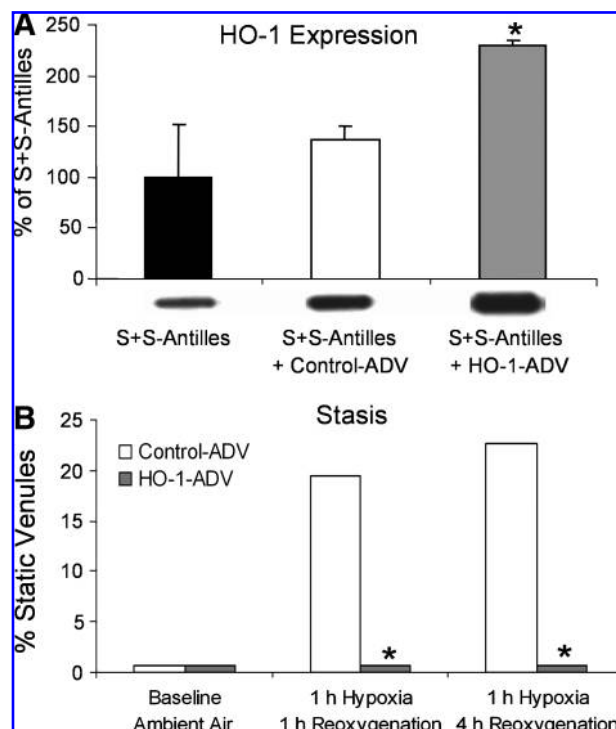 A
HO-1 Expression
% of S+S-Antilles
250
200
150
100
50
0
*
S+S-Antilles
S+S-Antilles
+ Control-ADV
S+S-Antilles
+ HO-1-ADV
B
Stasis
% Static Venules
25
20
15
10
5
0
Control-ADV
HO-1-ADV
*
*
Baseline
Ambient Air
1 h Hypoxia
1 h Reoxygenation
1 h Hypoxia
4 h Reoxygenation